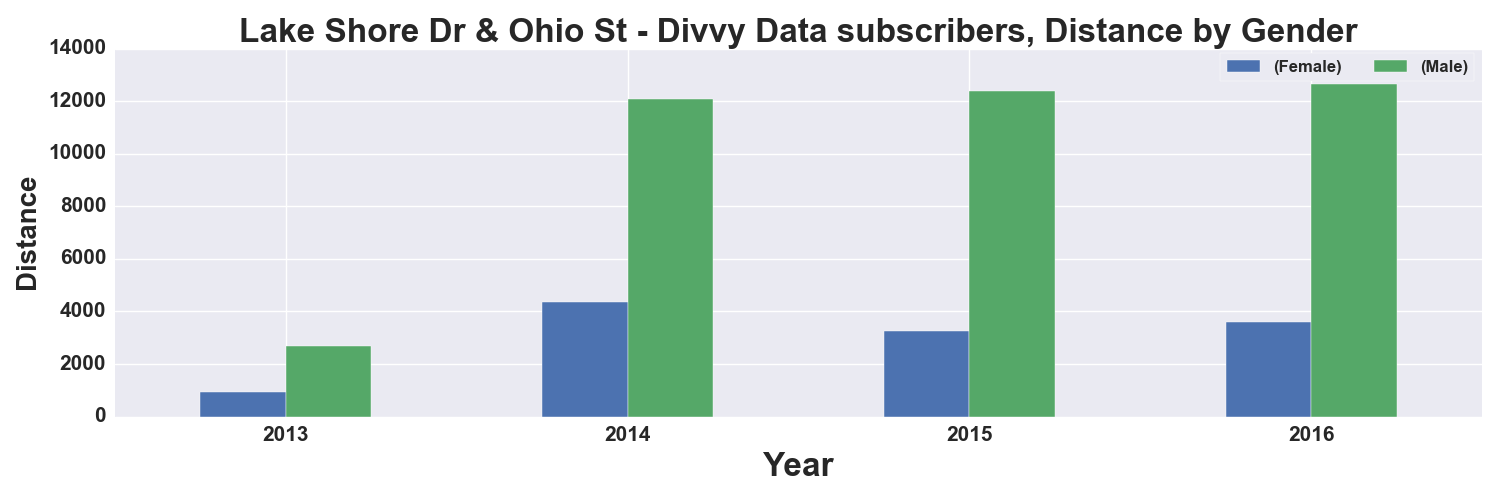 Lake Shore Dr & Ohio St - Divvy Data subscribers, Distance by Gender
(Female) (Male)
14000
12000
10000
8000
6000
4000
2000
0
Distance
2013 2014 2015 2016
Year